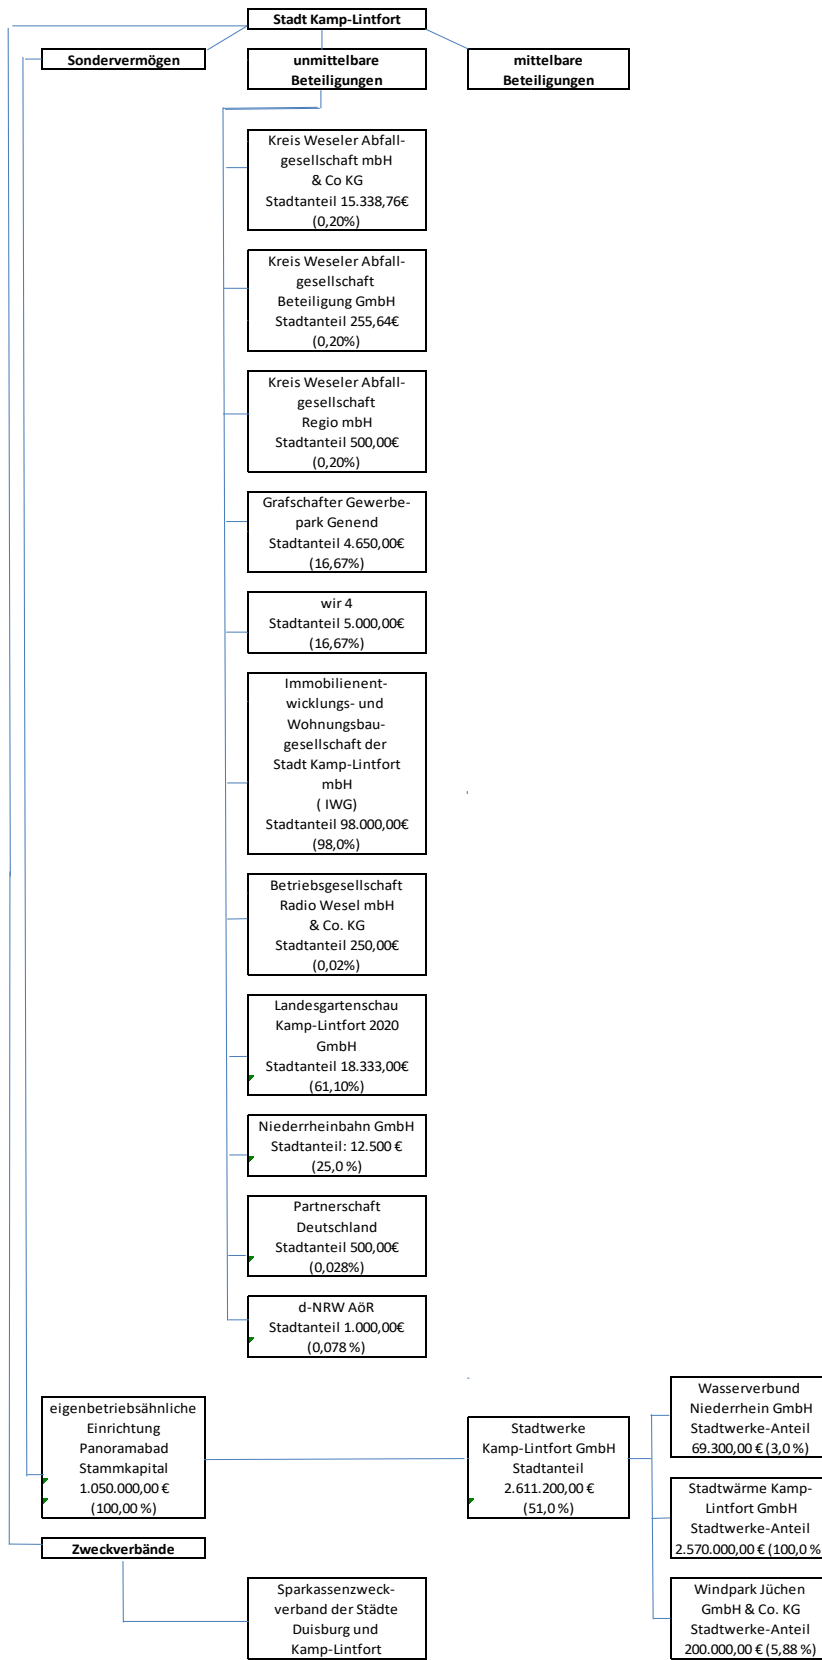 Stadt Kamp-Lintfort
Sondervermögen
unmittelbare
Beteiligungen
mittelbare
Beteiligungen
Kreis Weseler Abfall-
gesellschaft mbH
& Co KG
Stadtanteil 15.338,76€
(0,20%)
Kreis Weseler Abfall-
gesellschaft
Beteiligung GmbH
Stadtanteil 255,64€
(0,20%)
Kreis Weseler Abfall-
gesellschaft
Regio mbH
Stadtanteil 500,00€
(0,20%)
Grafschafter Gewerbe-
park Genend
Stadtanteil 4.650,00€
(16,67%)
wir 4
Stadtanteil 5.000,00€
(16,67%)
Immobilienent-
wicklungs- und
Wohnungsbau-
gesellschaft der
Stadt Kamp-Lintfort
mbH
( IWG)
Stadtanteil 98.000,00€
(98,0%)
Betriebsgesellschaft
Radio Wesel mbH
& Co. KG
Stadtanteil 250,00€
(0,02%)
Landesgartenschau
Kamp-Lintfort 2020
GmbH
Stadtanteil 18.333,00€
(61,10%)
Niederrheinbahn GmbH
Stadtanteil: 12.500 €
(25,0 %)
Partnerschaft
Deutschland
Stadtanteil 500,00€
(0,028%)
d-NRW AöR
Stadtanteil 1.000,00€
(0,078 %)
eigenbetriebsähnliche
Einrichtung
Panoramabad
Stammkapital
1.050.000,00 €
(100,00 %)
Stadtwerke
Kamp-Lintfort GmbH
Stadtanteil
2.611.200,00 €
(51,0 %)
Wasserverbund
Niederrhein GmbH
Stadtwerke-Anteil
69.300,00 € (3,0 %)
Stadtwärme Kamp-
Lintfort GmbH
Stadtwerke-Anteil
2.570.000,00 € (100,0 %
Windpark Jüchen
GmbH & Co. KG
Stadtwerke-Anteil
200.000,00 € (5,88 %)
Zweckverbände
Sparkassenzweck-
verband der Städte
Duisburg und
Kamp-Lintfort